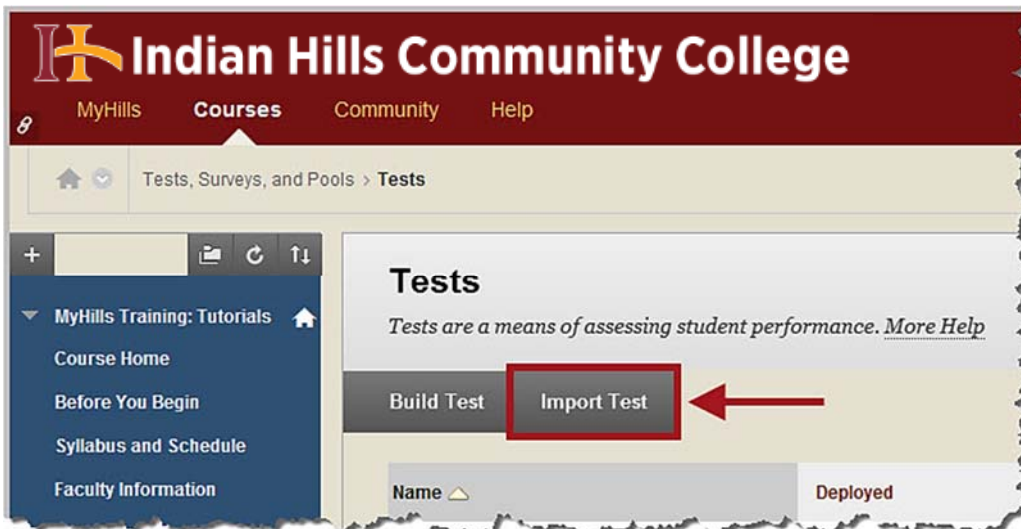 Indian Hills Community College
MyHills Courses Community Help
Tests, Surveys, and Pools > Tests
MyHills Training: Tutorials
Course Home
Before You Begin
Syllabus and Schedule
Faculty Information
Tests
Tests are a means of assessing student performance. More Help
Build Test Import Test
Name Deployed